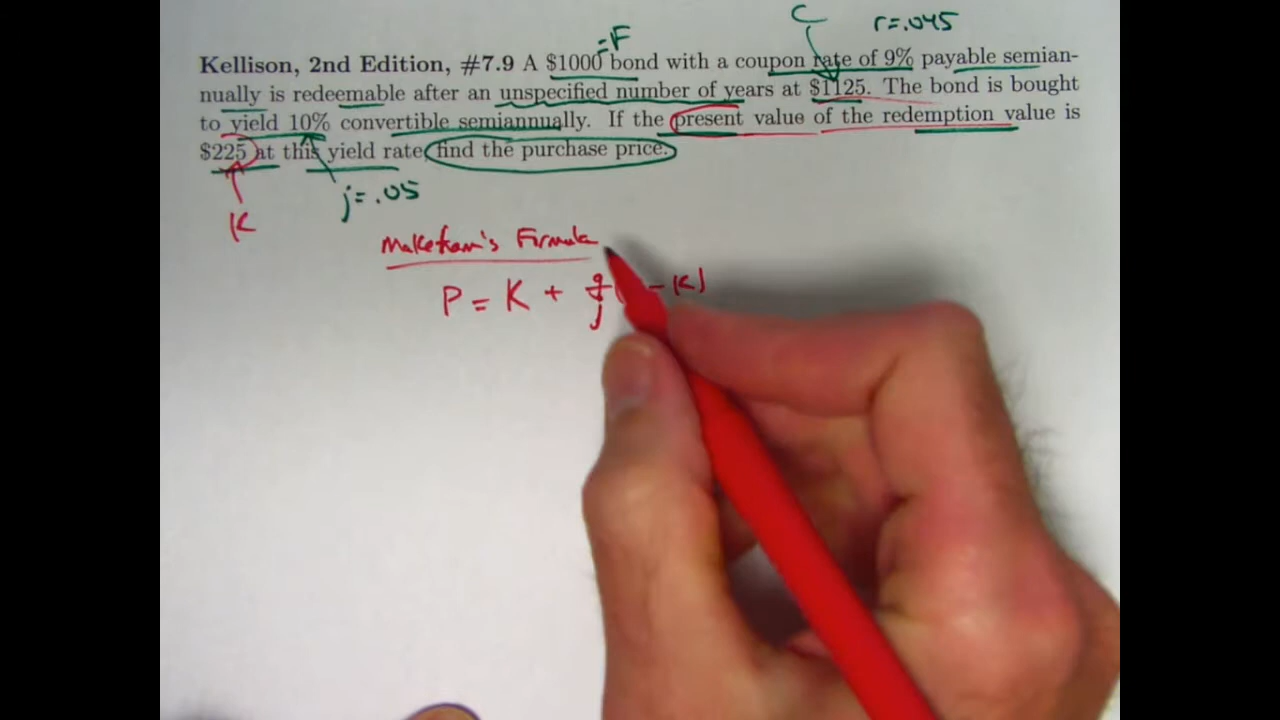 C r=.045
=F
Kellison, 2nd Edition, #7.9 A $1000 bond with a coupon rate of 9% payable semian-
nually is redeemable after an unspecified number of years at $1125. The bond is bought
to yield 10% convertible semiannually. If the present value of the redemption value is
$225 at this yield rate find the purchase price.
j=.05
K
Makeham's Formula
P = K + g/j ( - K)